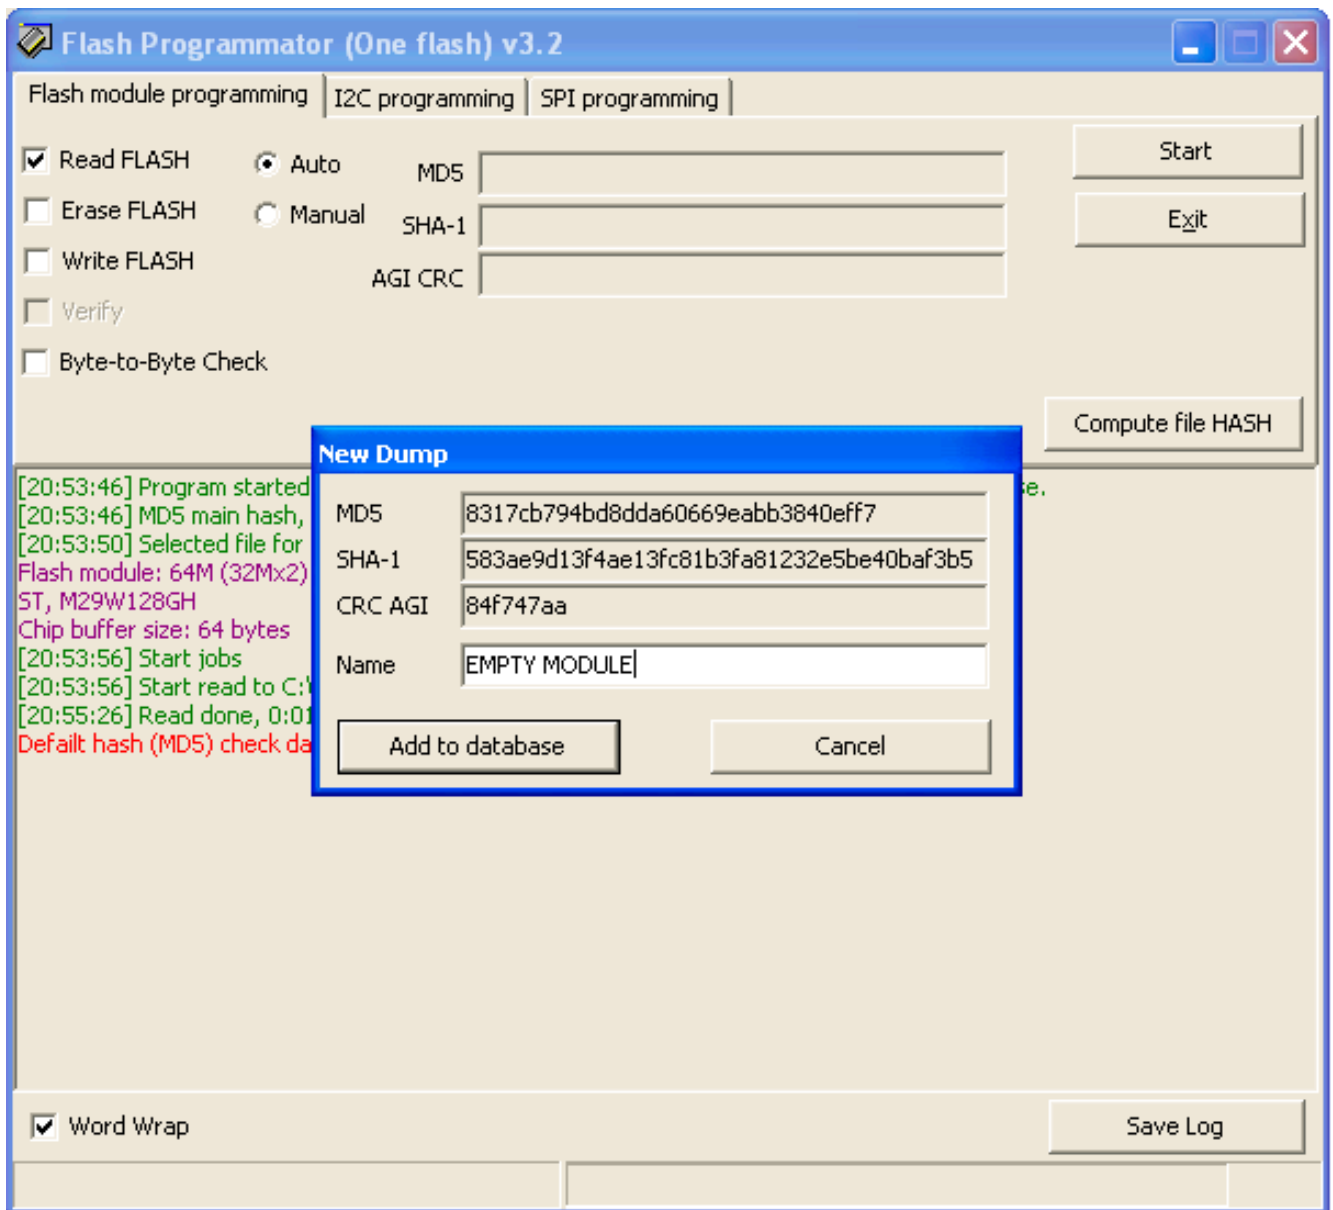 Flash Programmator (One flash) v3.2
Flash module programming I2C programming SPI programming
Read FLASH Auto MD5 Start
Erase FLASH Manual SHA-1 Exit
Write FLASH AGI CRC
Verify
Byte-to-Byte Check
Compute file HASH
New Dump
MD5 8317cb794bd8dda60669eabb3840eff7
SHA-1 583ae9d13f4ae13fc81b3fa81232e5be40baf3b5
CRC AGI 84f747aa
Name EMPTY MODULE
Add to database Cancel
[20:53:46] Program started
[20:53:46] MD5 main hash,
[20:53:50] Selected file for
Flash module: 64M (32Mx2)
ST, M29W128GH
Chip buffer size: 64 bytes
[20:53:56] Start jobs
[20:53:56] Start read to C:\
[20:55:26] Read done, 0:01
Defailt hash (MD5) check da
Word Wrap Save Log